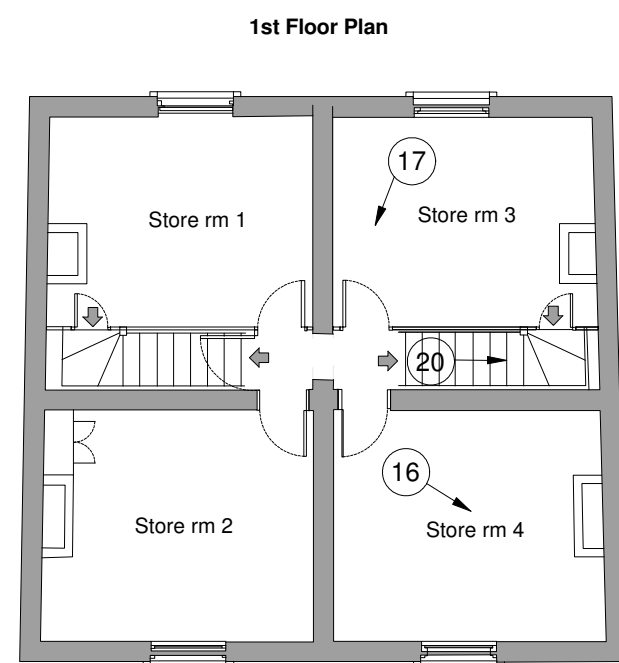 1st Floor Plan
17
Store rm 1
Store rm 3
20
16
Store rm 2
Store rm 4